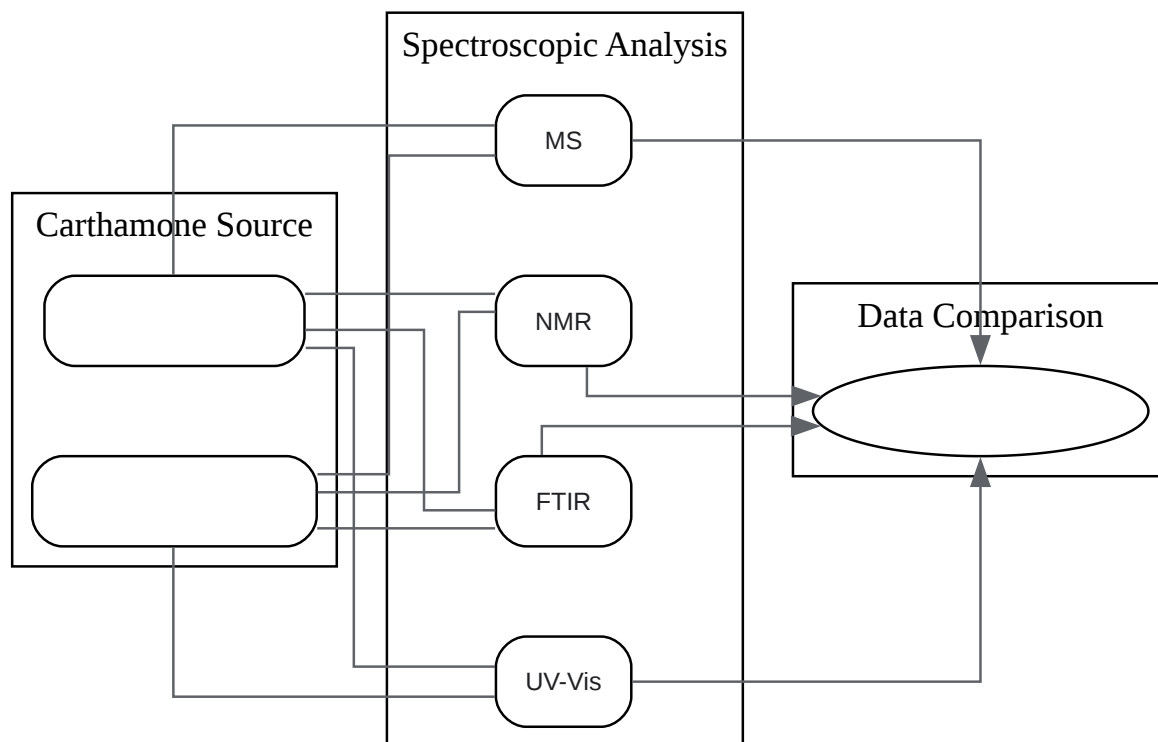 Spectroscopic Analysis
MS
Carthamone Source
NMR
Data Comparison
FTIR
UV-Vis